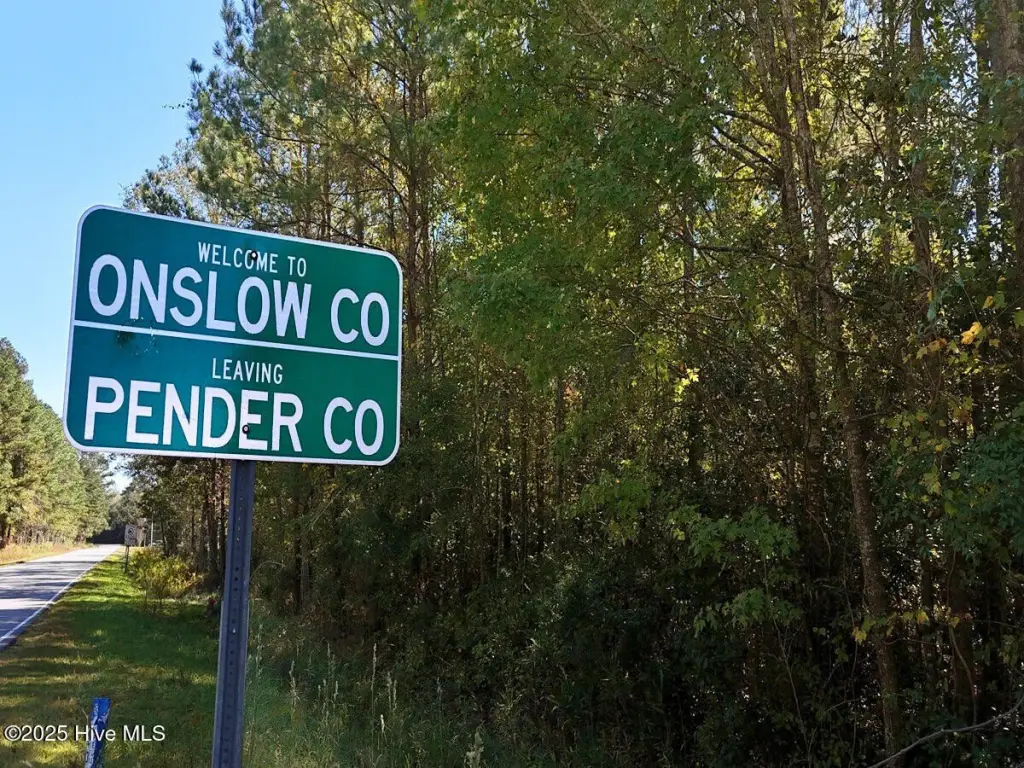 WELCOME TO
ONSLOW CO
LEAVING
PENDER CO
©2025 Hive MLS